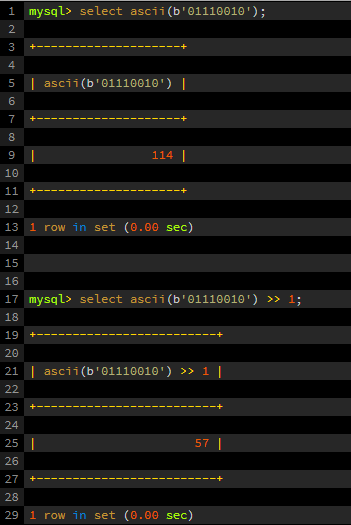 1 mysql> select ascii(b'01110010');
2
3 +--------------------+
4
5 | ascii(b'01110010') |
6
7 +--------------------+
8
9 |                114 |
10
11 +--------------------+
12
13 1 row in set (0.00 sec)
14
15
16
17 mysql> select ascii(b'01110010') >> 1;
18
19 +-------------------------+
20
21 | ascii(b'01110010') >> 1 |
22
23 +-------------------------+
24
25 |                      57 |
26
27 +-------------------------+
28
29 1 row in set (0.00 sec)